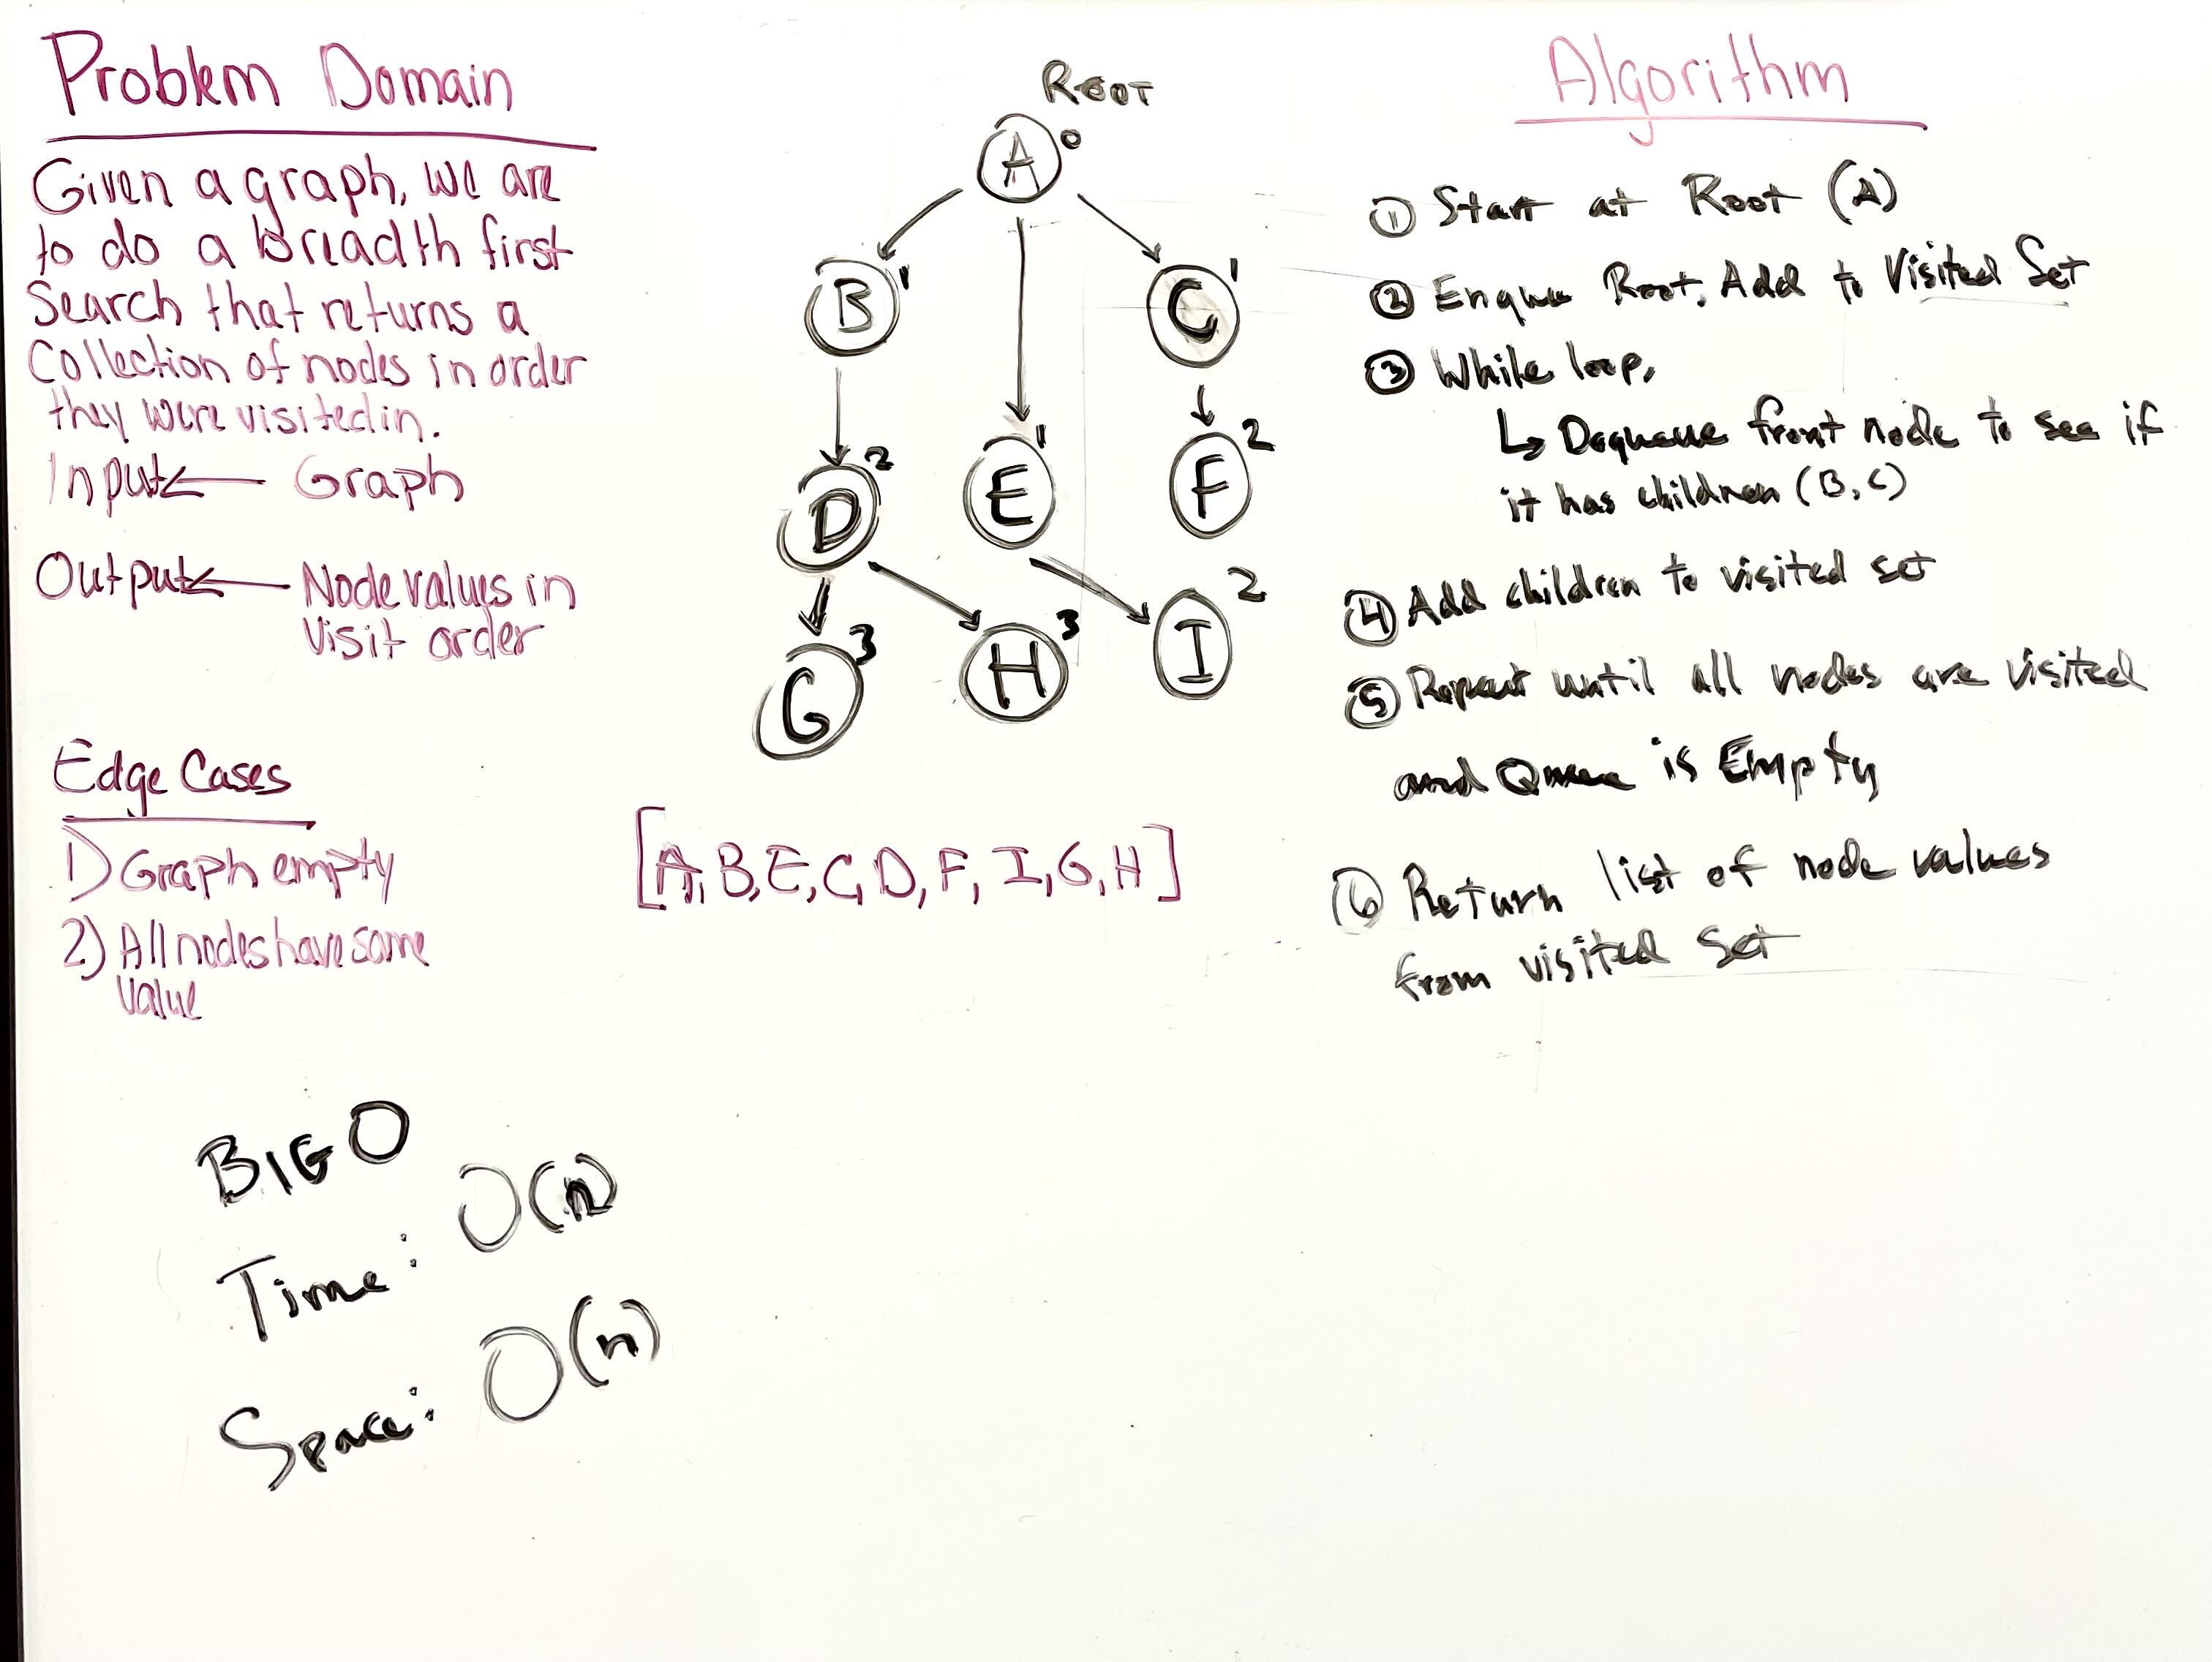 Problem Domain
Given a graph, we are
to do a breadth first
Search that returns a
Collection of nodes in order
they were visited in.
Input ← Graph
Output ← Node values in
visit order
Edge Cases
1) Graph empty
2) All nodes have same
value
BIG O
Time: O(n)
Space: O(n)
ROOT
A 0
B 1
C 1
D 2
E 1
F 2
G 3
H 3
I 2
[A, B, E, C, D, F, I, G, H]
Algorithm
① Start at Root (A)
② Enque Root, Add to Visited Set
③ While loop,
↳ Dequeue front node to see if
it has children (B, C)
④ Add children to visited set
⑤ Repeat until all nodes are visited
and Queue is Empty
⑥ Return list of node values
from visited set